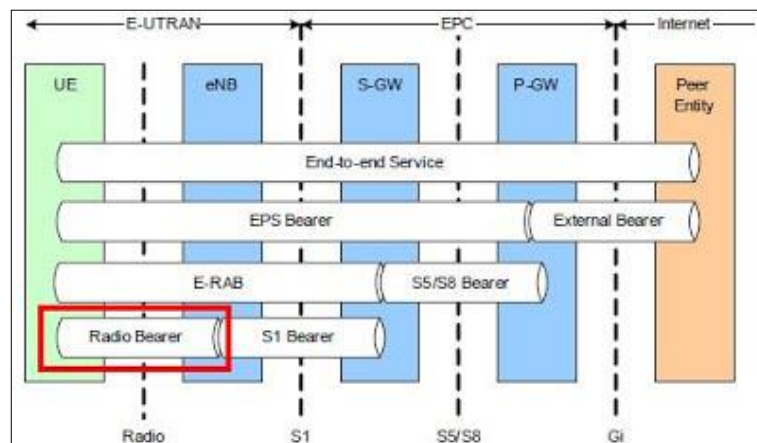 E-UTRAN EPC Internet
UE eNB S-GW P-GW Peer
Entity
End-to-end Service
EPS Bearer External Bearer
E-RAB S5/S8 Bearer
Radio Bearer S1 Bearer
Radio S1 S5/S8 Gi